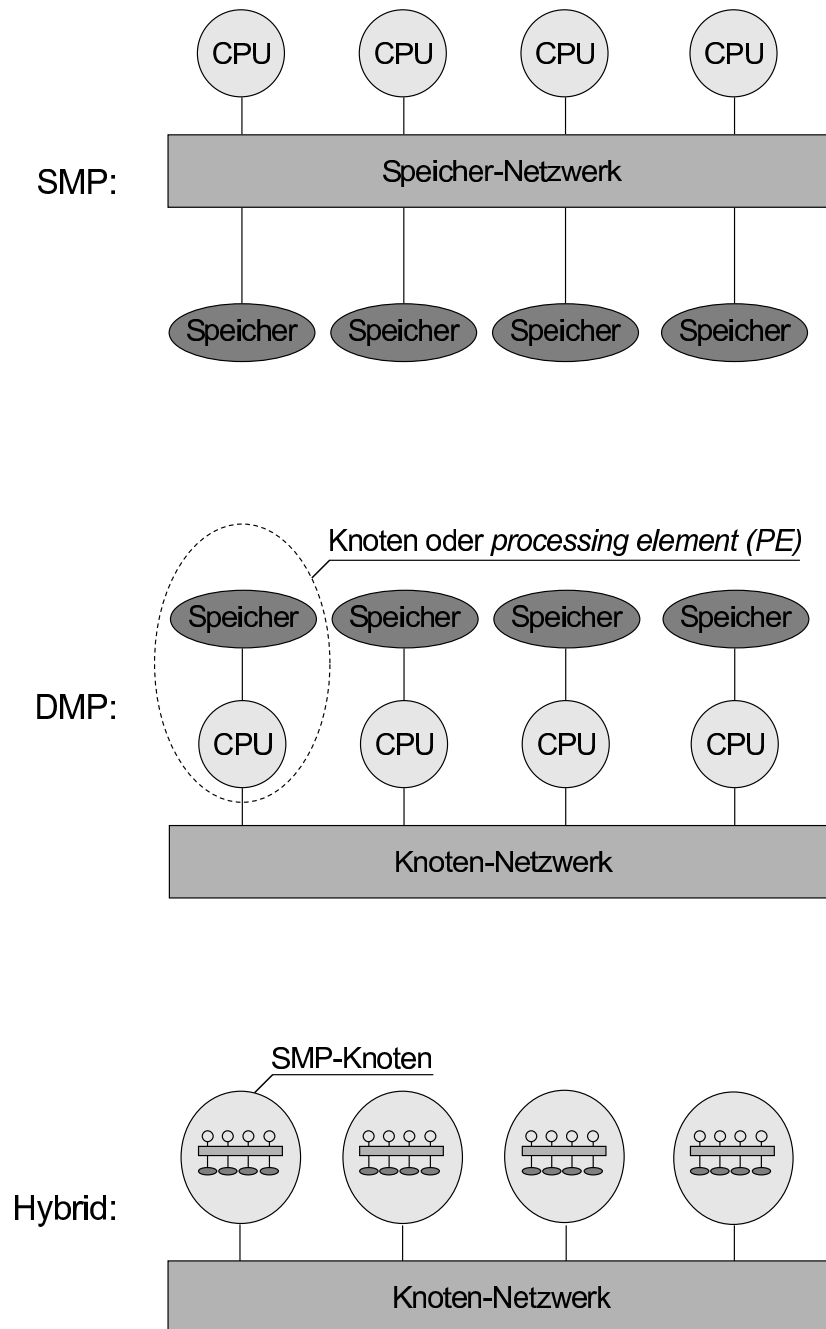 CPU CPU CPU CPU
SMP:
Speicher-Netzwerk
Speicher Speicher Speicher Speicher
Knoten oder processing element (PE)
Speicher Speicher Speicher Speicher
DMP:
CPU CPU CPU CPU
Knoten-Netzwerk
SMP-Knoten
Hybrid:
Knoten-Netzwerk